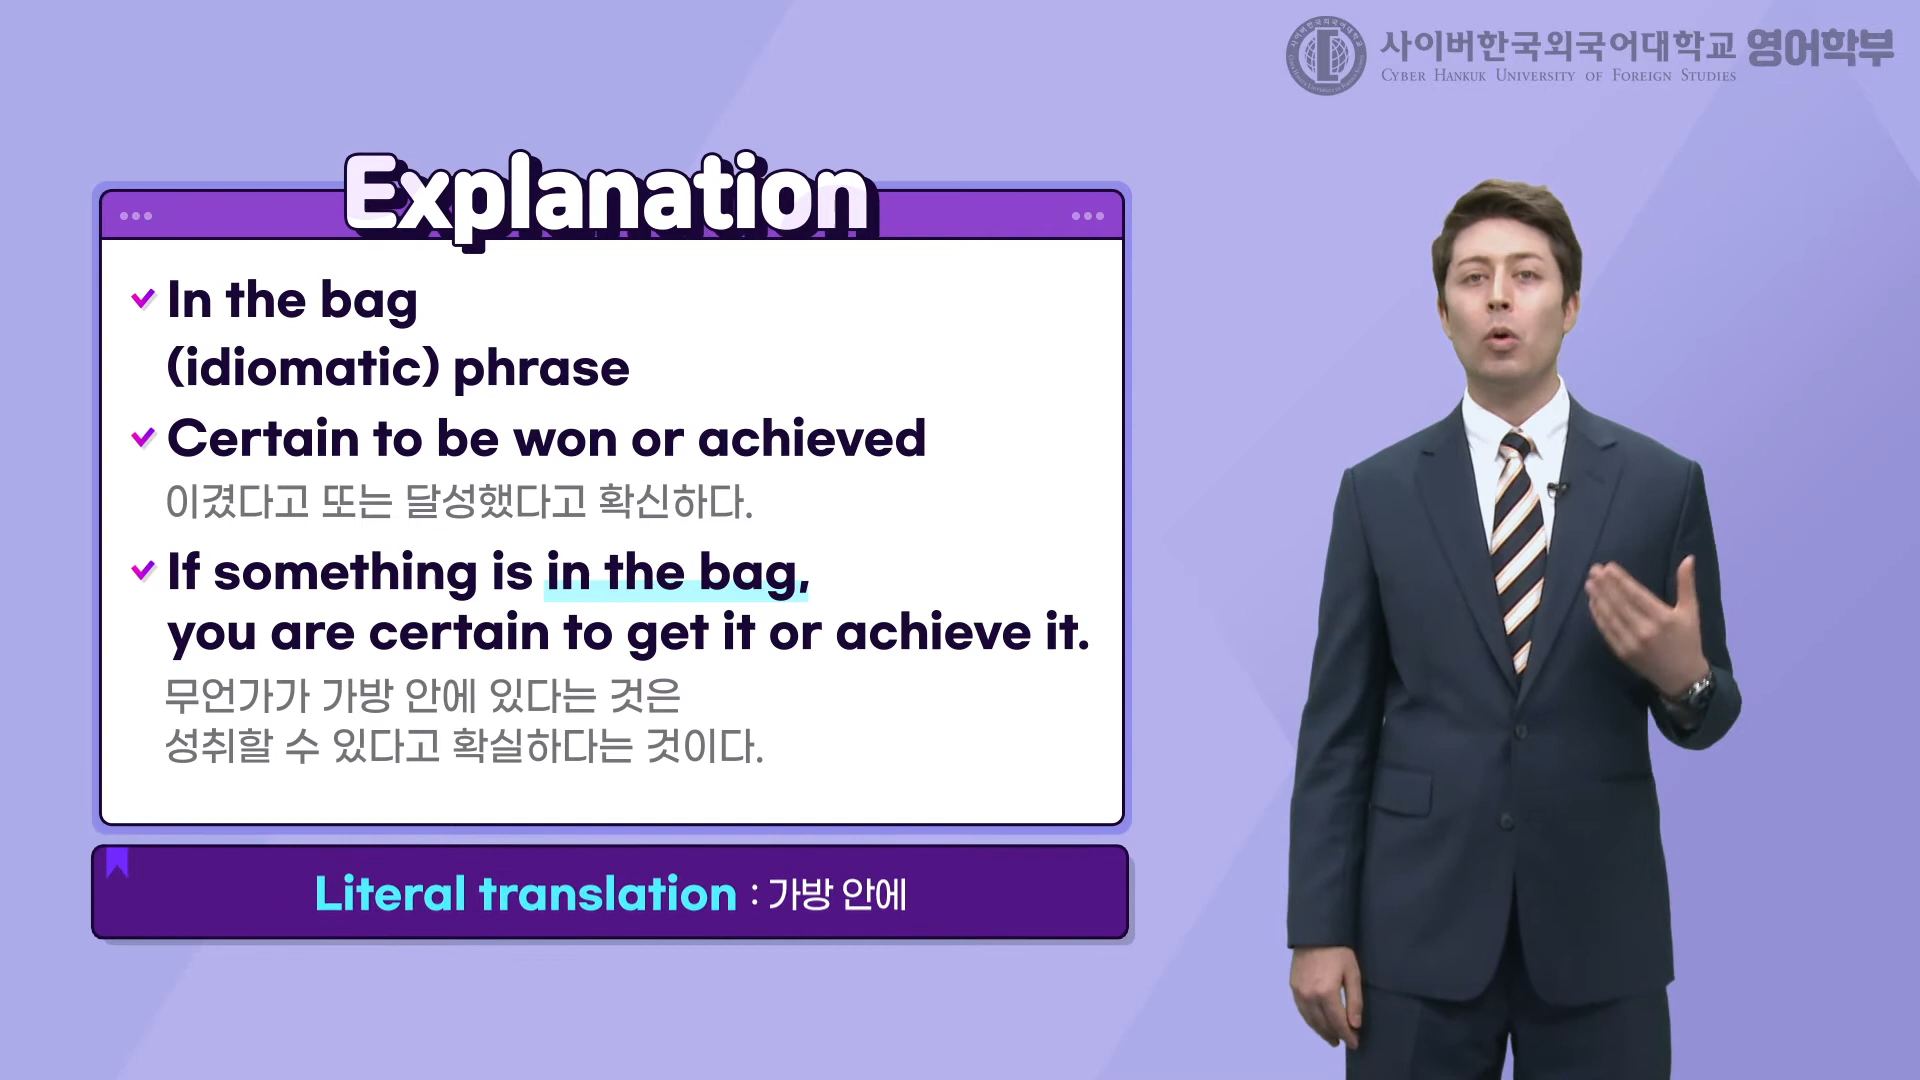 사이버한국외국어대학교 영어학부
CYBER HANKUK UNIVERSITY OF FOREIGN STUDIES
Explanation
In the bag
(idiomatic) phrase
Certain to be won or achieved
이겼다고 또는 달성했다고 확신하다.
If something is in the bag,
you are certain to get it or achieve it.
무언가가 가방 안에 있다는 것은
성취할 수 있다고 확실하다는 것이다.
Literal translation : 가방 안에